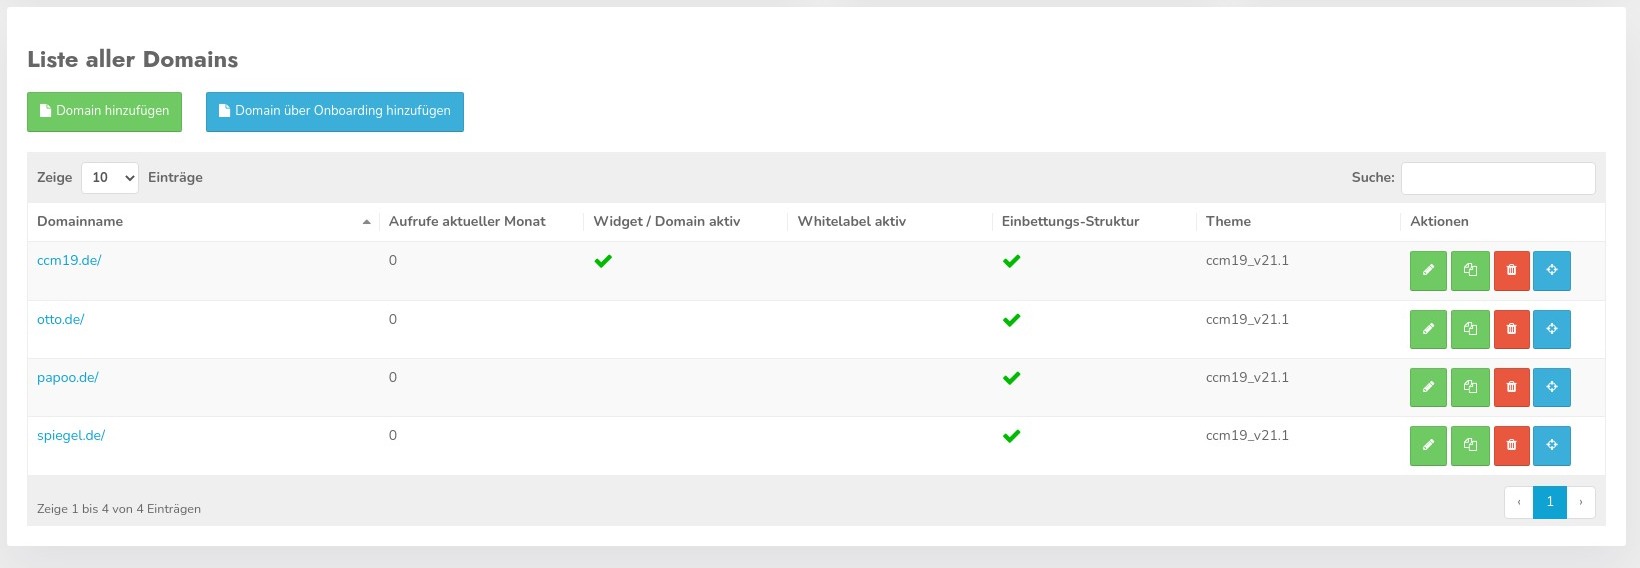 Liste aller Domains
Domain hinzufügen Domain über Onboarding hinzufügen
Zeige 10 Einträge Suche:
Domainname Aufrufe aktueller Monat Widget / Domain aktiv Whitelabel aktiv Einbettungs-Struktur Theme Aktionen
ccm19.de/ 0 ccm19_v21.1
otto.de/ 0 ccm19_v21.1
papoo.de/ 0 ccm19_v21.1
spiegel.de/ 0 ccm19_v21.1
Zeige 1 bis 4 von 4 Einträgen ‹ 1 ›